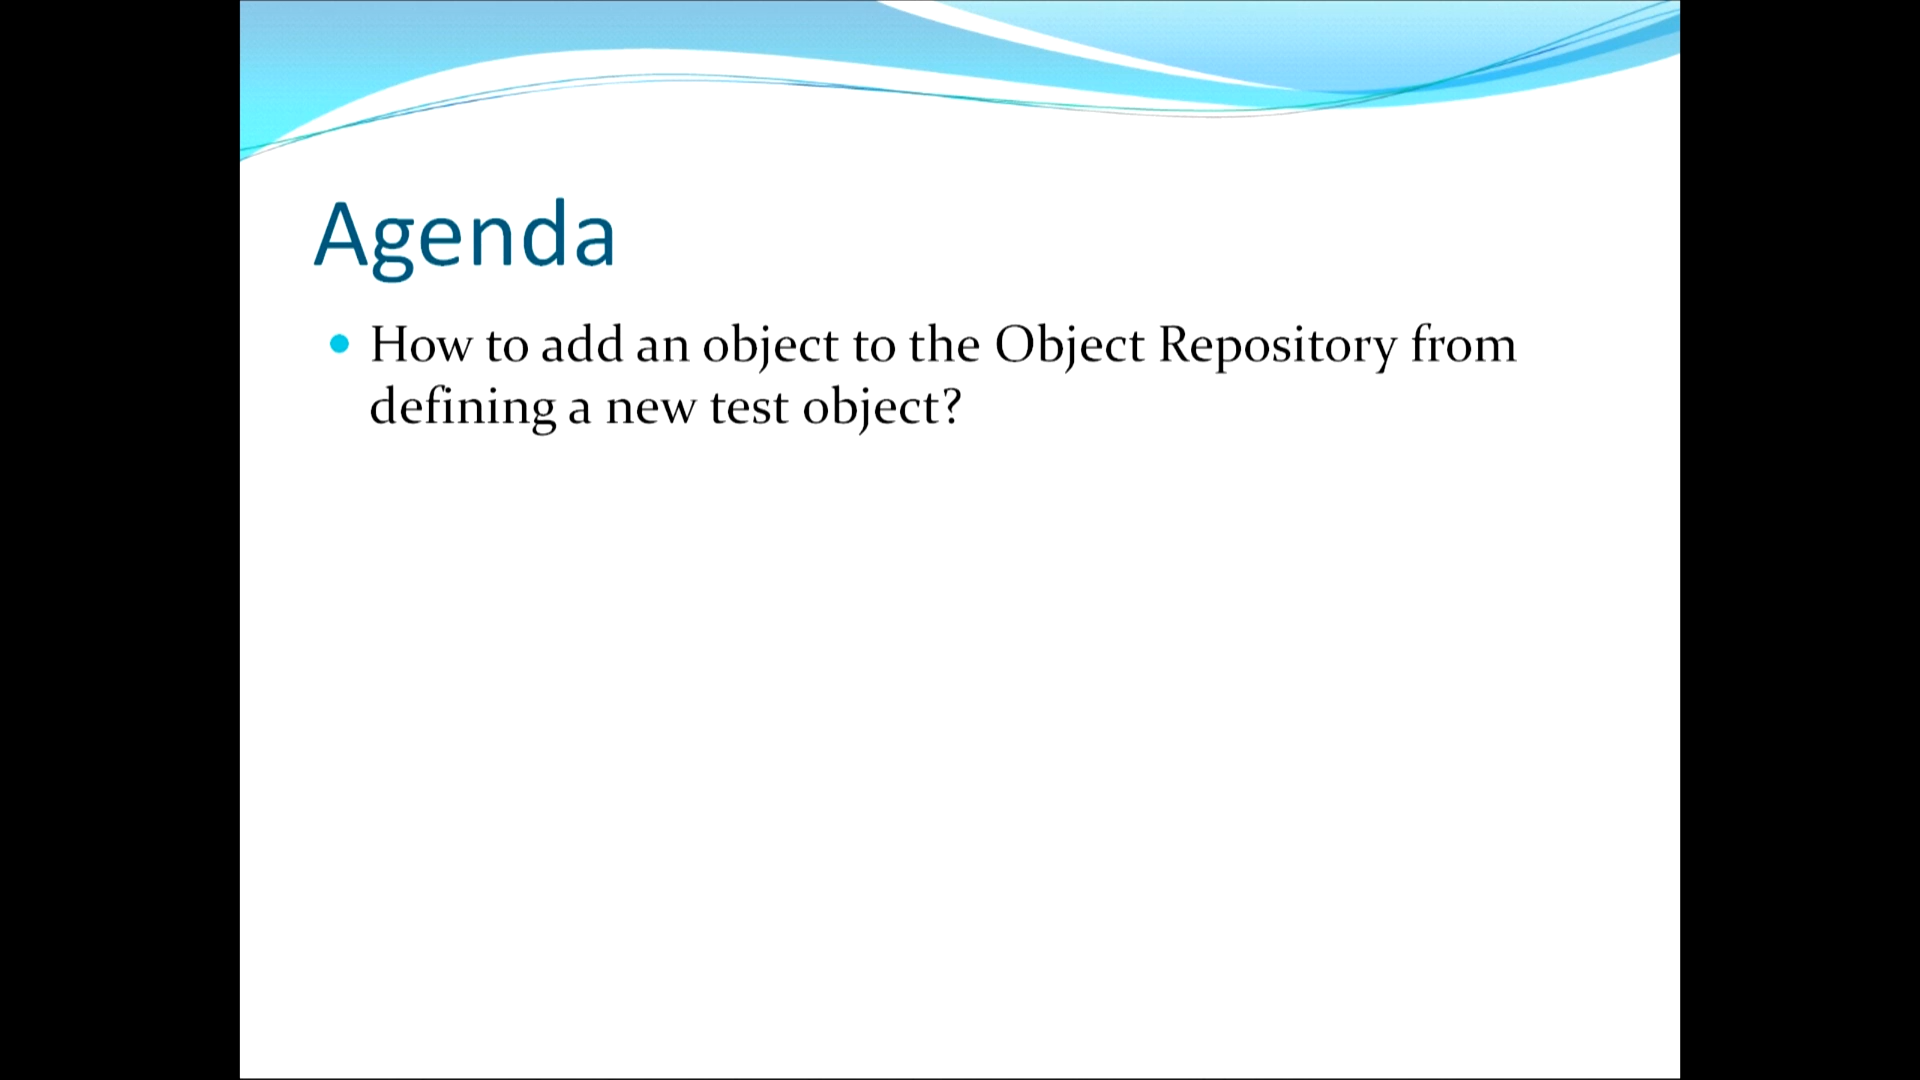 Agenda
How to add an object to the Object Repository from
defining a new test object?